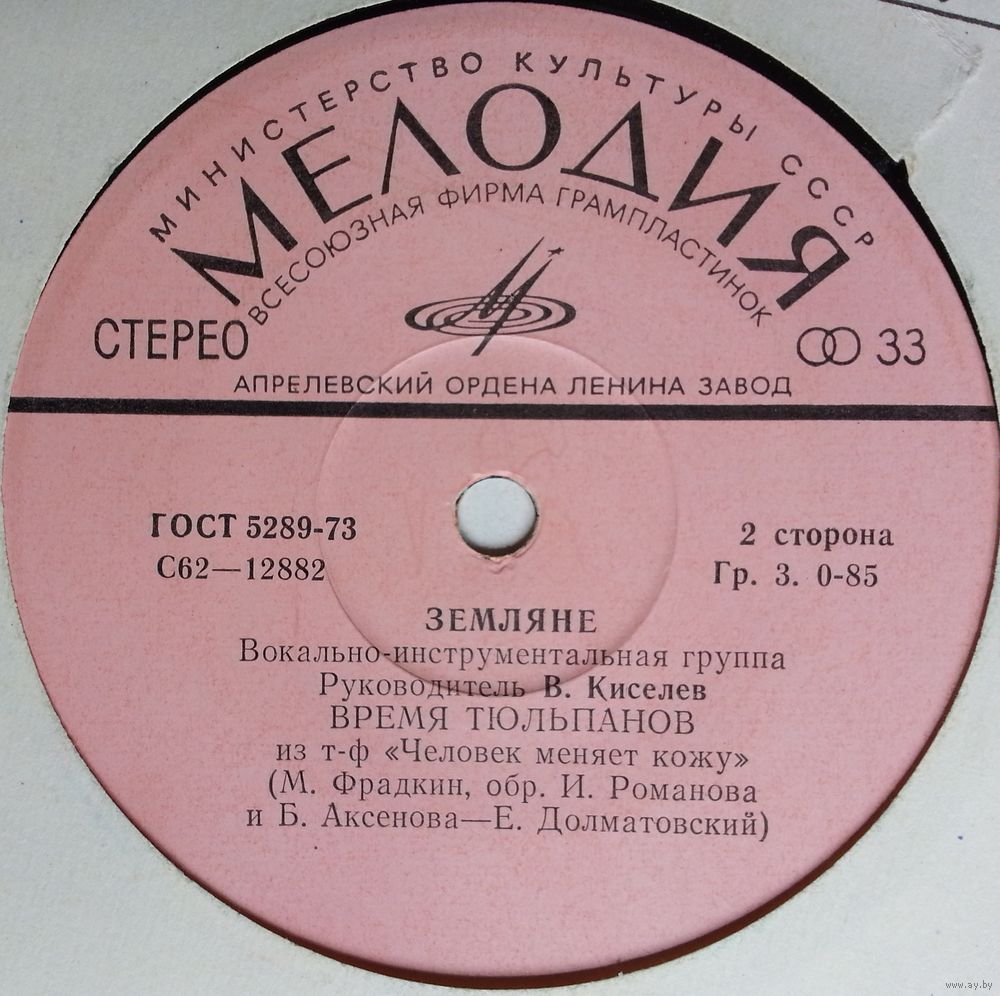 МИНИСТЕРСТВО КУЛЬТУРЫ СССР
МЕЛОДИЯ
ВСЕСОЮЗНАЯ ФИРМА ГРАМПЛАСТИНОК
СТЕРЕО
33
АПРЕЛЕВСКИЙ ОРДЕНА ЛЕНИНА ЗАВОД
ГОСТ 5289-73
2 сторона
С62—12882
Гр. 3. 0-85
ЗЕМЛЯНЕ
Вокально-инструментальная группа
Руководитель В. Киселев
ВРЕМЯ ТЮЛЬПАНОВ
из т-ф «Человек меняет кожу»
(М. Фрадкин, обр. И. Романова
и Б. Аксенова—Е. Долматовский)
www.ay.by